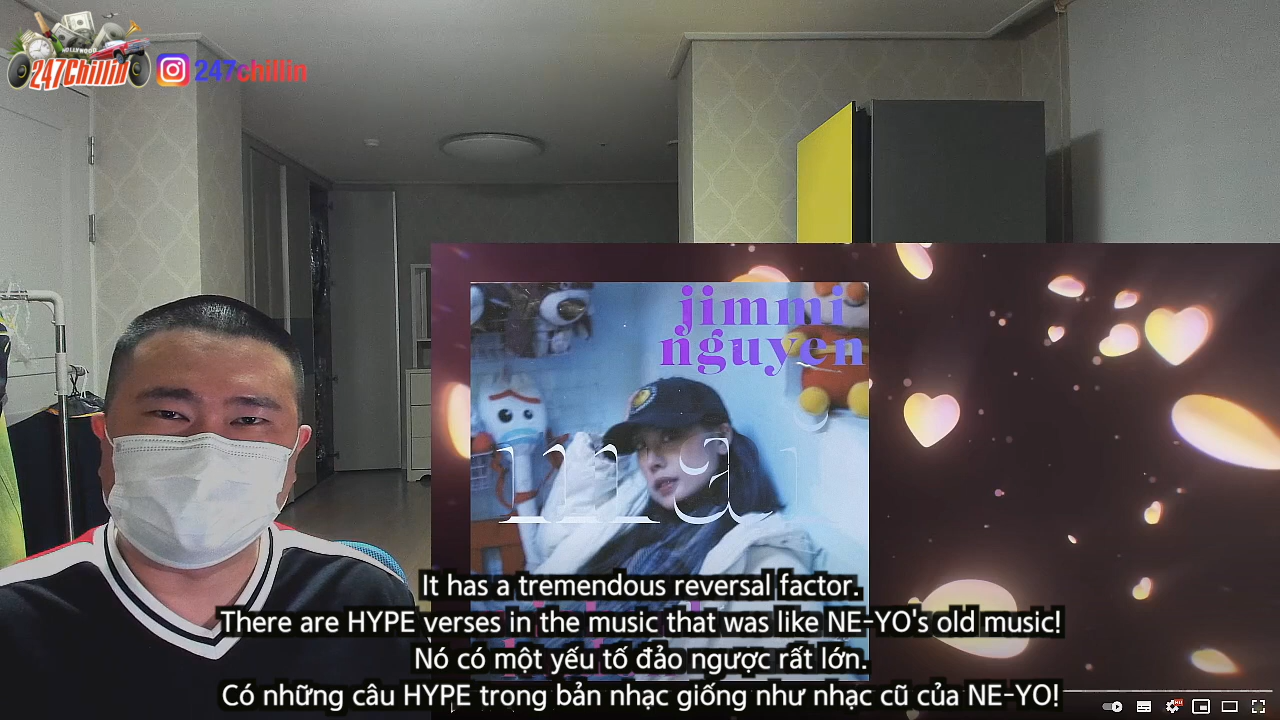 HOLLYWOOD
247Chillin
247chillin
jimmi
nguyen
ma
It has a tremendous reversal factor.
There are HYPE verses in the music that was like NE-YO's old music!
Nó có một yếu tố đảo ngược rất lớn.
Có những câu HYPE trong bản nhạc giống như nhạc cũ của NE-YO!